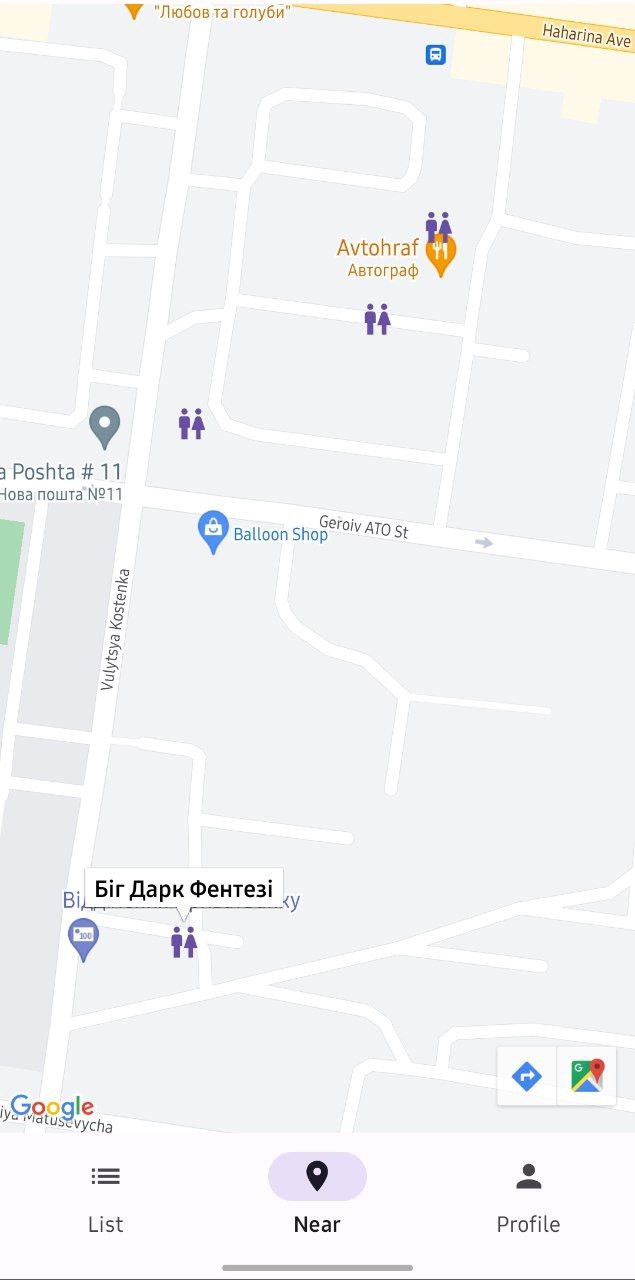 "Любов та голуби"
Haharina Ave
Avtohraf
Автограф
a Poshta # 11
Нова пошта №11
Geroiv ATO St
Balloon Shop
Vulytsya Kostenka
Біг Дарк Фентезі
100
Google
iya Matusevycha
List
Near
Profile